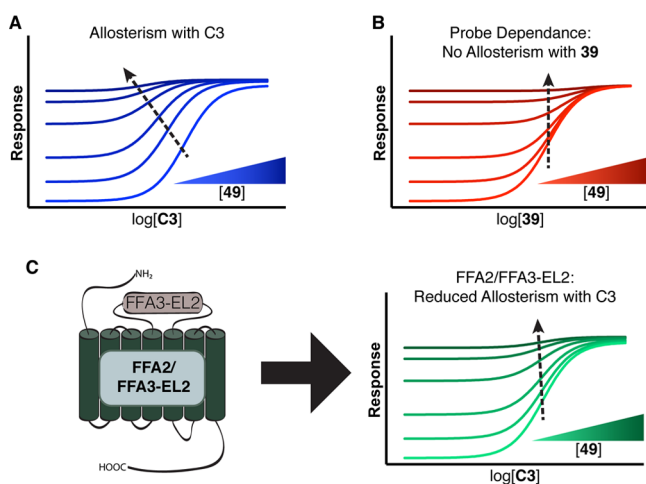 A
Allosterism with C3
Response
[49]
log[C3]
B
Probe Dependance:
No Allosterism with 39
Response
[49]
log[39]
C
NH2
FFA3-EL2
FFA2/
FFA3-EL2
HOOC
FFA2/FFA3-EL2:
Reduced Allosterism with C3
Response
[49]
log[C3]